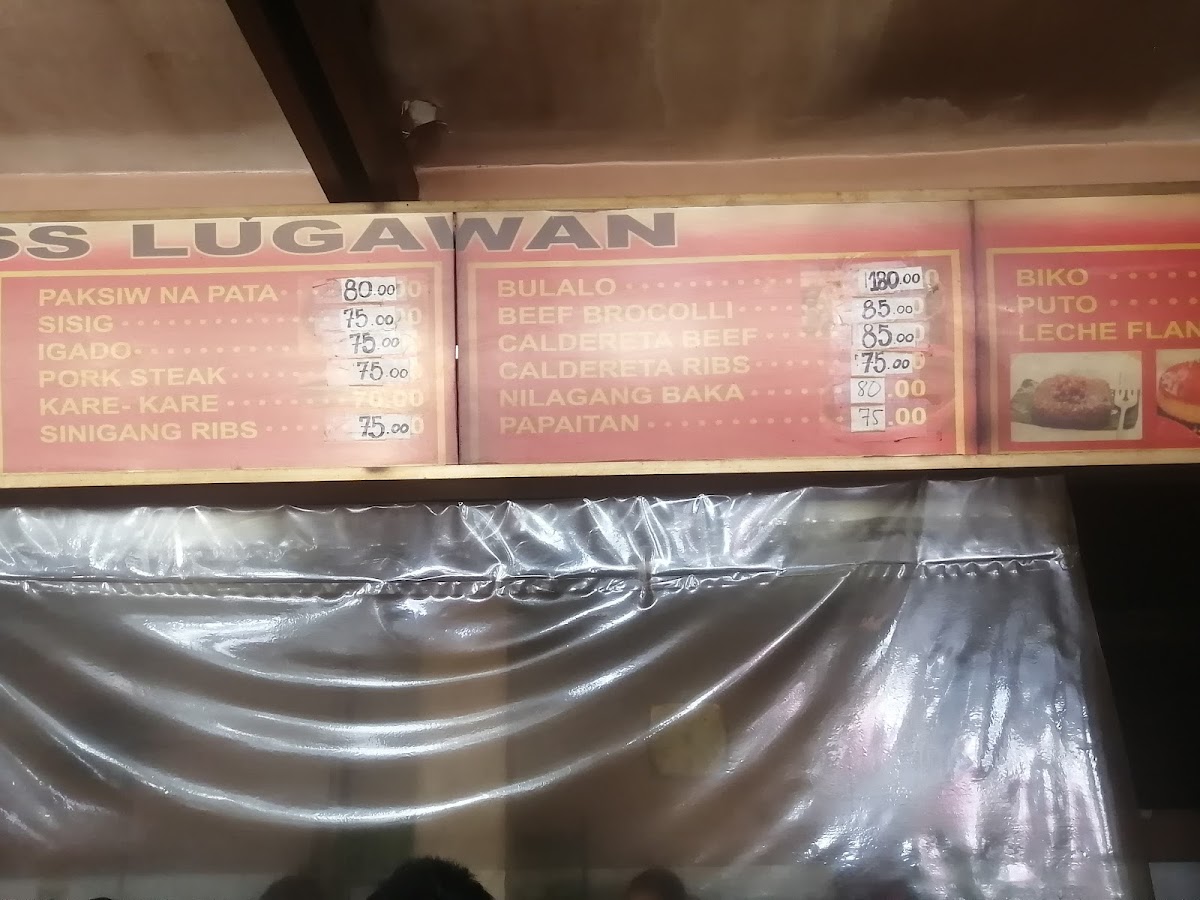 SS LUGAWAN
PAKSIW NA PATA 80.00
SISIG 75.00
IGADO 75.00
PORK STEAK 75.00
KARE- KARE 70.00
SINIGANG RIBS 75.00
BULALO 180.00
BEEF BROCOLLI 85.00
CALDERETA BEEF 85.00
CALDERETA RIBS 75.00
NILAGANG BAKA 80.00
PAPAITAN 75.00
BIKO
PUTO
LECHE FLAN